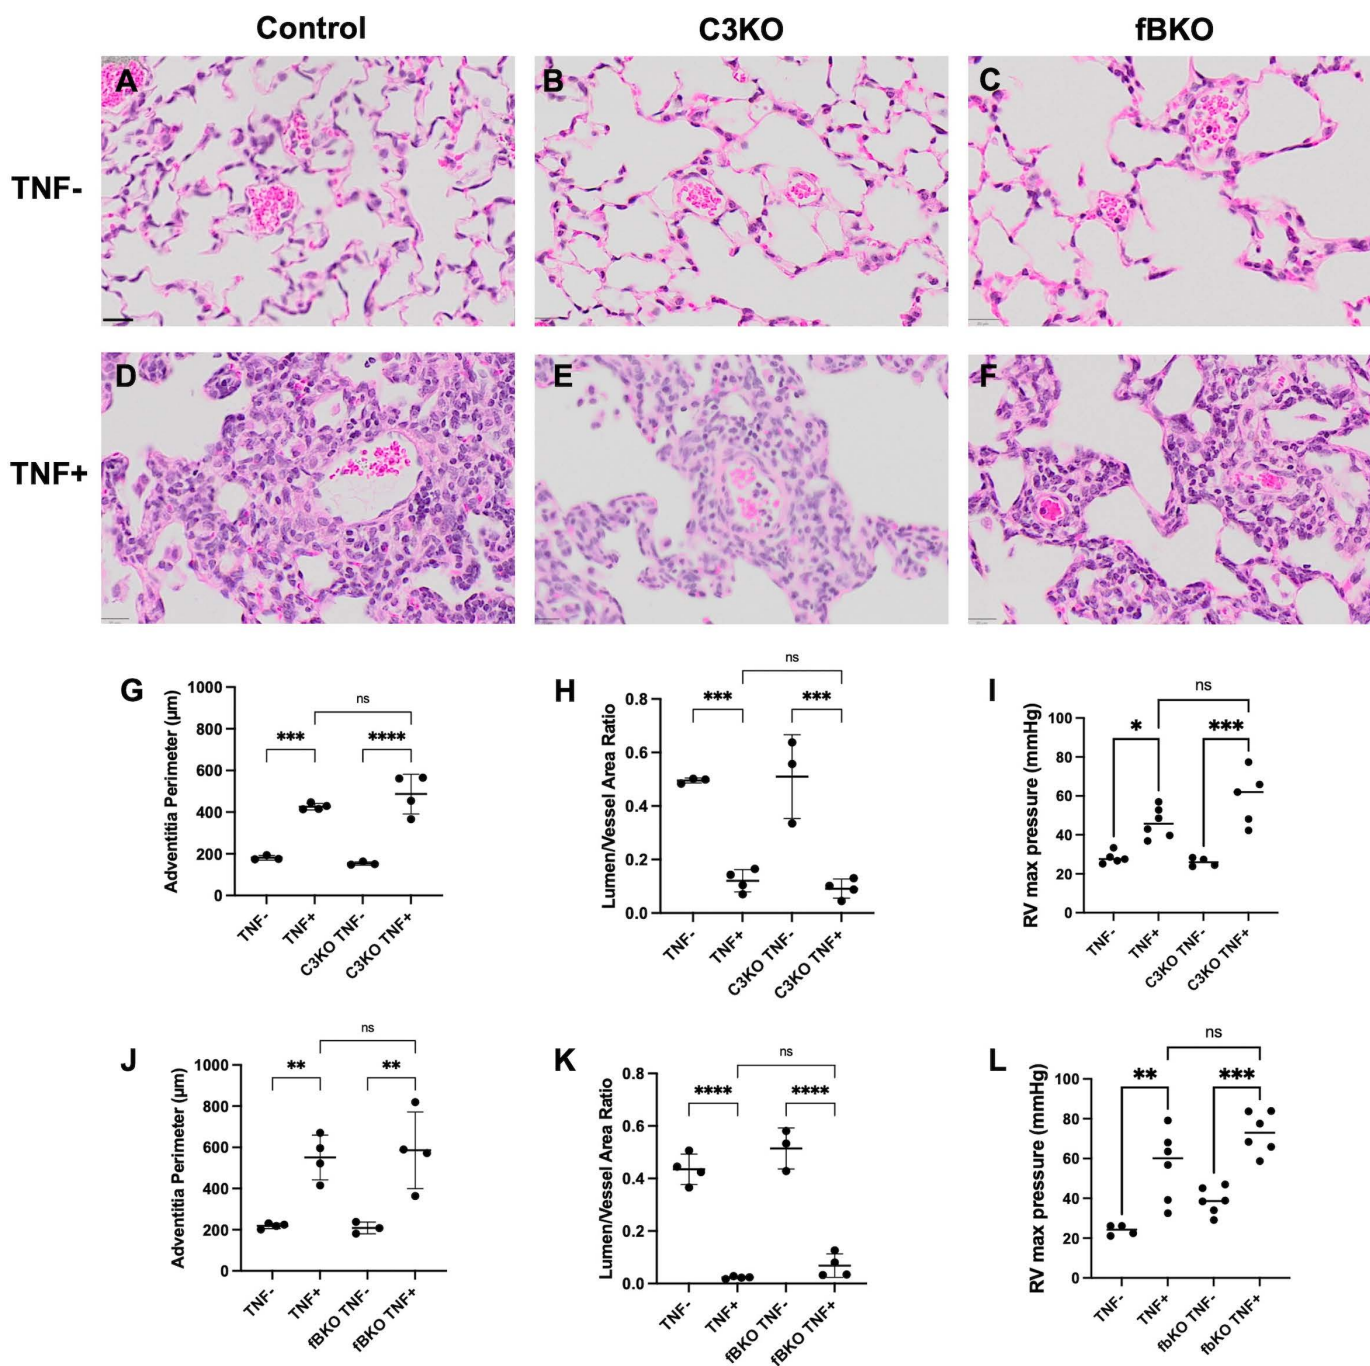 Control C3KO fBKO
TNF-
A B C
TNF+
D E F
G
Adventitia Perimeter (µm)
1000
800
600
400
200
0
ns
*** ****
TNF- TNF+ C3KO TNF- C3KO TNF+
H
Lumen/Vessel Area Ratio
0.8
0.6
0.4
0.2
0.0
ns
*** ***
TNF- TNF+ C3KO TNF- C3KO TNF+
I
RV max pressure (mmHg)
100
80
60
40
20
0
ns
* ***
TNF- TNF+ C3KO TNF- C3KO TNF+
J
Adventitia Perimeter (µm)
1000
800
600
400
200
0
ns
** **
TNF- TNF+ fBKO TNF- fBKO TNF+
K
Lumen/Vessel Area Ratio
0.8
0.6
0.4
0.2
0.0
ns
**** ****
TNF- TNF+ fBKO TNF- fBKO TNF+
L
RV max pressure (mmHg)
100
80
60
40
20
0
ns
** ***
TNF- TNF+ fbKO TNF- fbKO TNF+